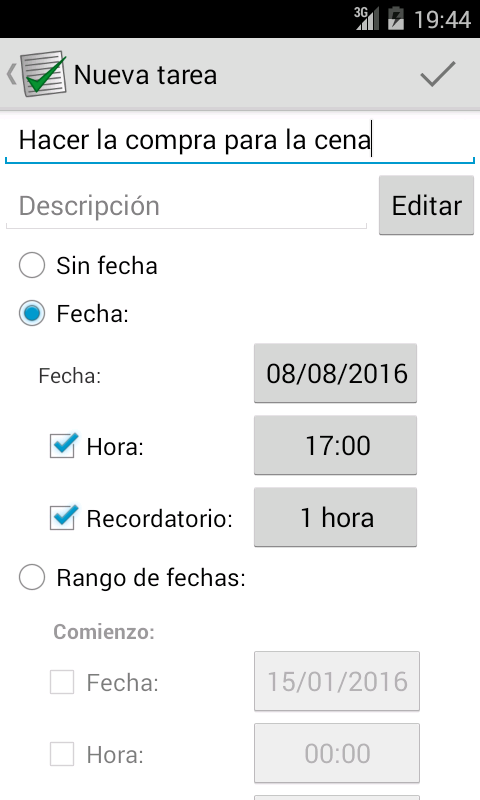 3G 19:44
Nueva tarea
Hacer la compra para la cena
Descripción Editar
Sin fecha
Fecha:
Fecha: 08/08/2016
Hora: 17:00
Recordatorio: 1 hora
Rango de fechas:
Comienzo:
Fecha: 15/01/2016
Hora: 00:00